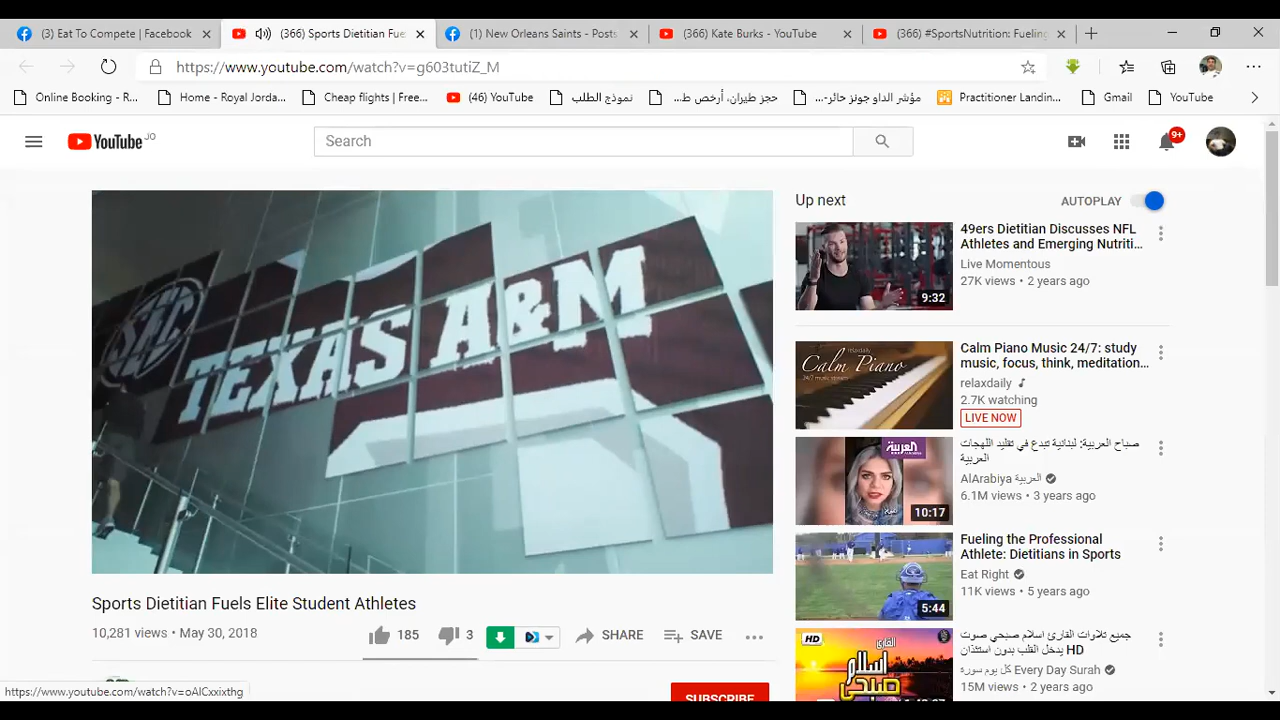 (3) Eat To Compete | Facebook
(366) Sports Dietitian Fue
(1) New Orleans Saints - Posts
(366) Kate Burks - YouTube
(366) #SportsNutrition: Fueling
https://www.youtube.com/watch?v=g603tutiZ_M
Online Booking - R...
Home - Royal Jorda...
Cheap flights | Free...
(46) YouTube
نموذج الطلب
حجز طيران، أرخص ط...
مؤشر الداو جونز حائز-...
Practitioner Landin...
Gmail
YouTube
YouTube JO
Search
9+
TEXAS A&M
Up next
AUTOPLAY
49ers Dietitian Discusses NFL
Athletes and Emerging Nutriti...
Live Momentous
27K views • 2 years ago
9:32
relaxdaily
Calm Piano
24/7 music stream
Calm Piano Music 24/7: study
music, focus, think, meditation...
relaxdaily
2.7K watching
LIVE NOW
العربية
10:17
صباح العربية: لبنانية تبدع في تقليد اللهجات
العربية
AlArabiya العربية
6.1M views • 3 years ago
5:44
Fueling the Professional
Athlete: Dietitians in Sports
Eat Right
11K views • 5 years ago
HD
القارئ
اسلام
صبحي
جميع تلاوات القارئ اسلام صبحي صوت
يدخل القلب بدون استئذان HD
كل يوم سورة Every Day Surah
15M views • 2 years ago
Sports Dietitian Fuels Elite Student Athletes
10,281 views • May 30, 2018
185
3
SHARE
SAVE
SUBSCRIBE
https://www.youtube.com/watch?v=oAICxxixthg